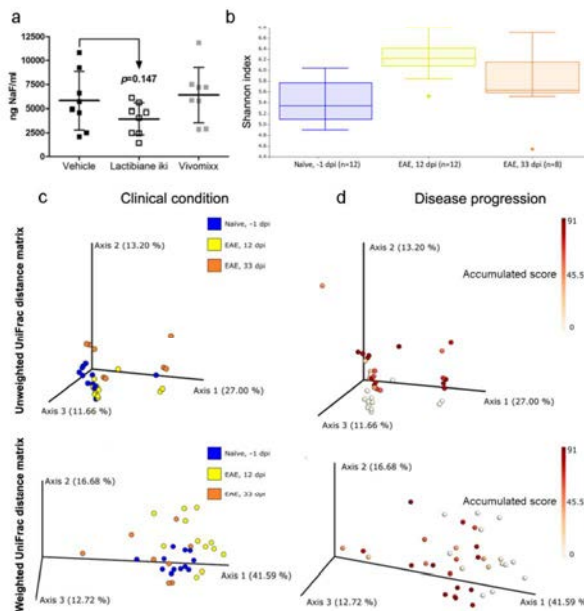 a
ng NaF/ml
12500
10000
7500
5000
2500
0
p=0.147
Vehicle
Lactibiane iki
Vivomixx
b
Shannon index
Naïve, -1 dpi (n=12)
EAE, 12 dpi (n=12)
EAE, 33 dpi (n=8)
c
Clinical condition
Unweighted UniFrac distance matrix
Naïve, -1 dpi
EAE, 12 dpi
EAE, 33 dpi
Axis 2 (13.20 %)
Axis 1 (27.00 %)
Axis 3 (11.66 %)
d
Disease progression
91
45.5
0
Accumulated score
Axis 2 (13.20 %)
Axis 1 (27.00 %)
Axis 3 (11.66 %)
Weighted UniFrac distance matrix
Naïve, -1 dpi
EAE, 12 dpi
EAE, 33 dpi
Axis 2 (16.68 %)
Axis 1 (41.59 %)
Axis 3 (12.72 %)
91
45.5
0
Accumulated score
Axis 2 (16.68 %)
Axis 1 (41.59 %)
Axis 3 (12.72 %)